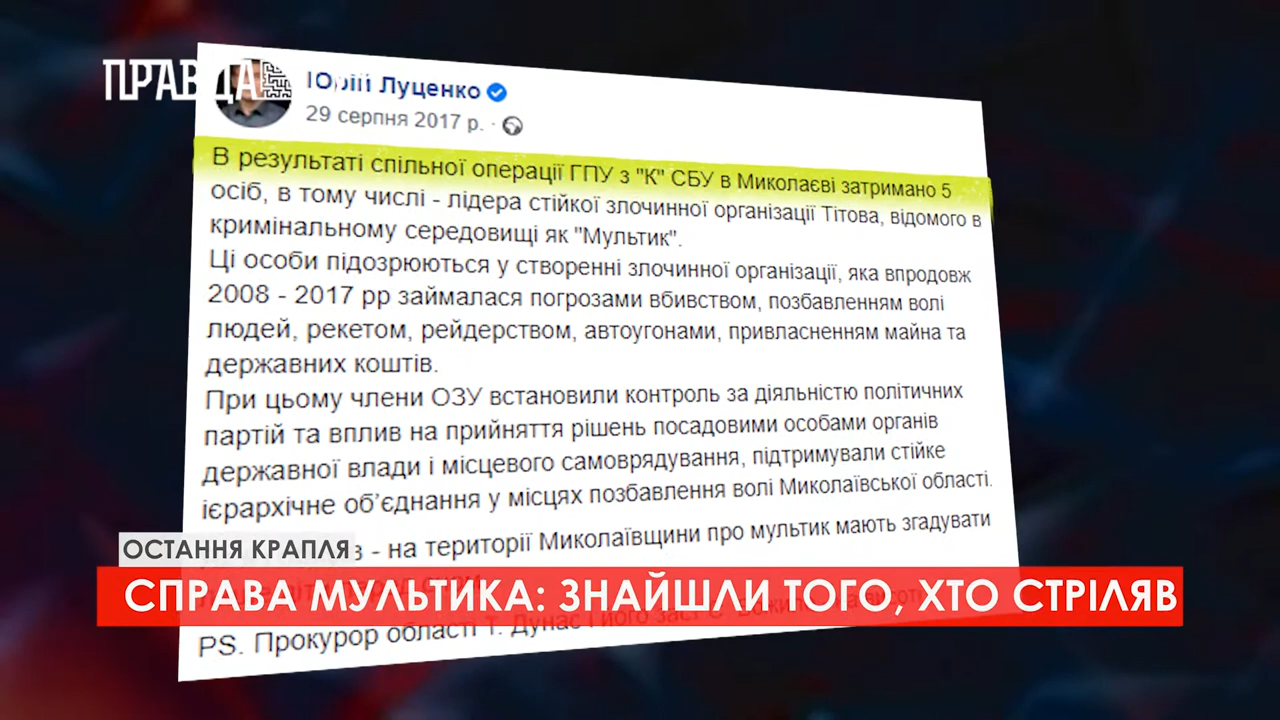 ПРАВДА
Юрій Луценко
29 серпня 2017 р. ·
В результаті спільної операції ГПУ з "К" СБУ в Миколаєві затримано 5
осіб, в тому числі - лідера стійкої злочинної організації Тітова, відомого в
кримінальному середовищі як "Мультик".
Ці особи підозрюються у створенні злочинної організації, яка впродовж
2008 - 2017 рр займалася погрозами вбивством, позбавленням волі
людей, рекетом, рейдерством, автоугонами, привласненням майна та
державних коштів.
При цьому члени ОЗУ встановили контроль за діяльністю політичних
партій та вплив на прийняття рішень посадовими особами органів
державної влади і місцевого самоврядування, підтримували стійке
ієрархічне об’єднання у місцях позбавлення волі Миколаївської області.
- на території Миколаївщини про мультик мають згадувати
ОСТАННЯ КРАПЛЯ
СПРАВА МУЛЬТИКА: ЗНАЙШЛИ ТОГО, ХТО СТРІЛЯВ
PS. Прокурор області Т. Дунас і його заст